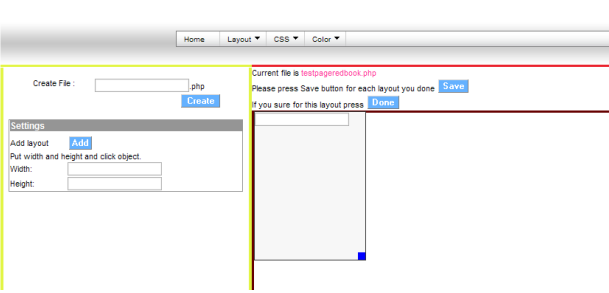 Home Layout CSS Color
Create File :
.php
Create
Settings
Add layout Add
Put width and height and click object.
Width:
Height:
Current file is testpageredbook.php
Please press Save button for each layout you done Save
If you sure for this layout press Done